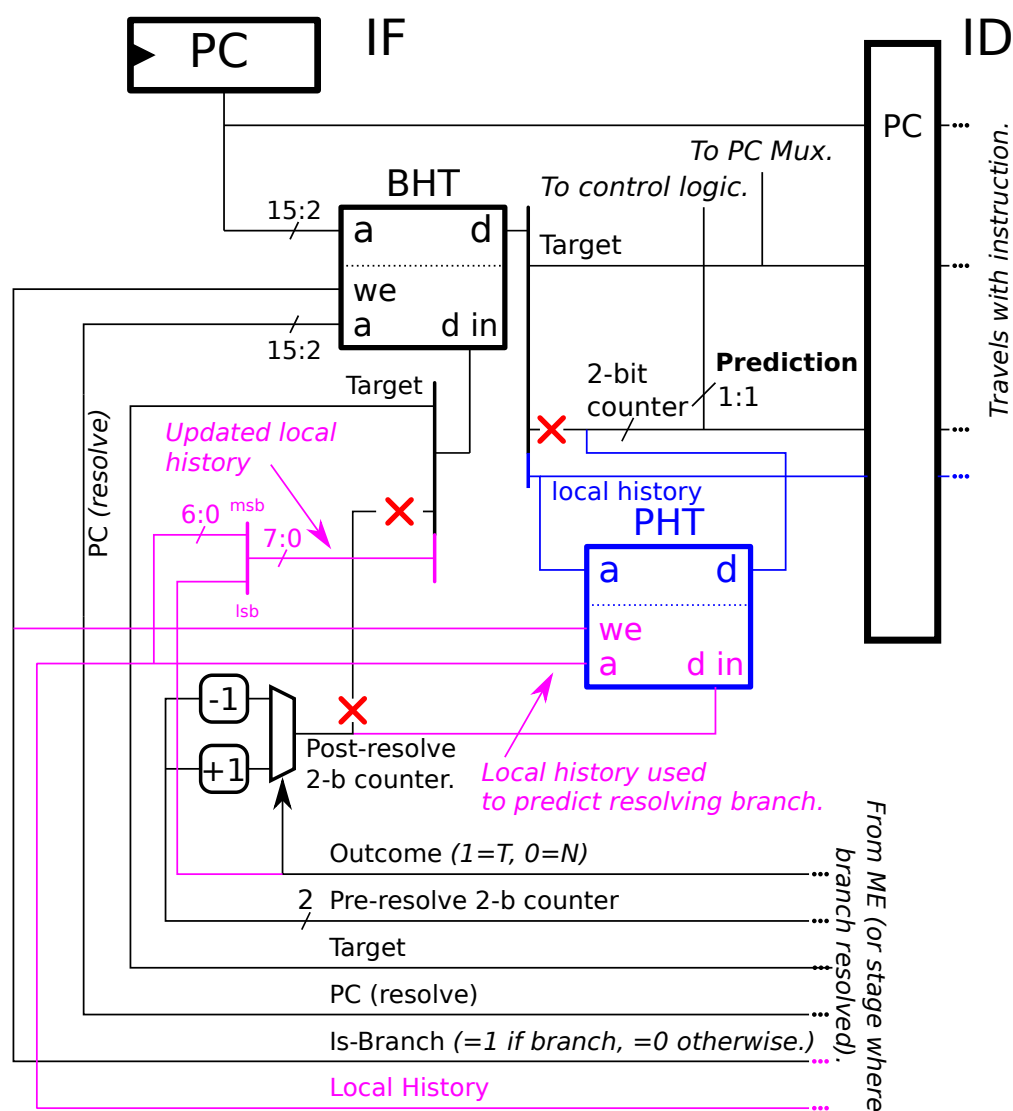 PC
IF
ID
PC
To PC Mux.
BHT
To control logic.
15:2
a
d
Target
we
a
d in
15:2
Travels with instruction.
Prediction
1:1
2-bit
counter
Target
Updated local
history
PC (resolve)
local history
PHT
6:0
msb
7:0
lsb
a
d
we
a
d in
-1
+1
Post-resolve
2-b counter.
Local history used
to predict resolving branch.
Outcome (1=T, 0=N)
2
Pre-resolve 2-b counter
Target
PC (resolve)
Is-Branch (=1 if branch, =0 otherwise.)
Local History
From ME (or stage where
branch resolved).